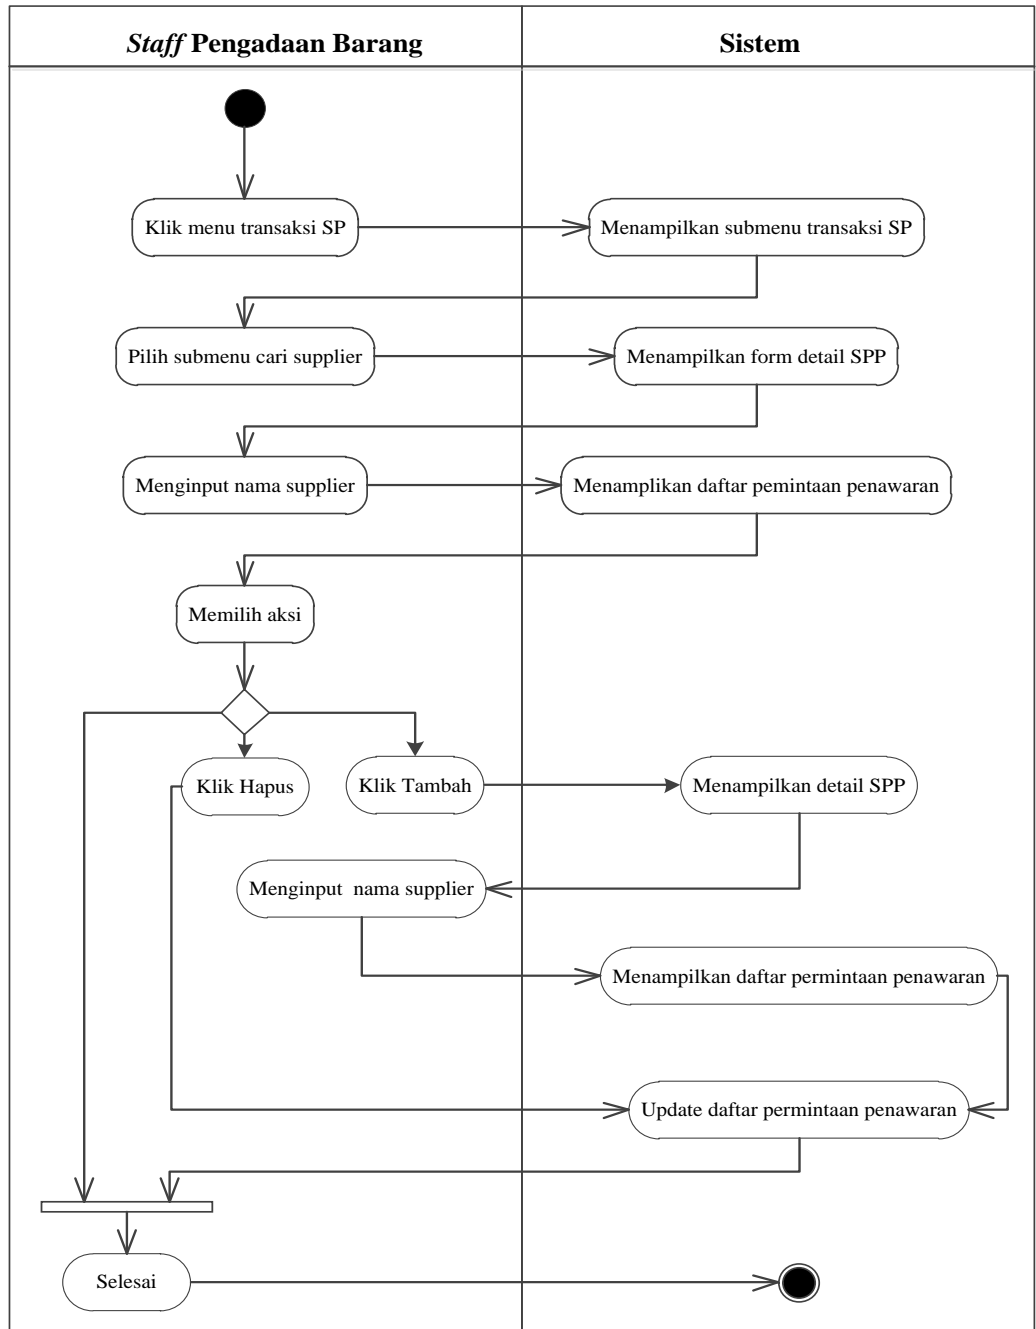 Staff Pengadaan Barang
Sistem
Klik menu transaksi SP
Menampilkan submenu transaksi SP
Pilih submenu cari supplier
Menampilkan form detail SPP
Menginput nama supplier
Menamplikan daftar pemintaan penawaran
Memilih aksi
Klik Hapus
Klik Tambah
Menampilkan detail SPP
Menginput nama supplier
Menampilkan daftar permintaan penawaran
Update daftar permintaan penawaran
Selesai